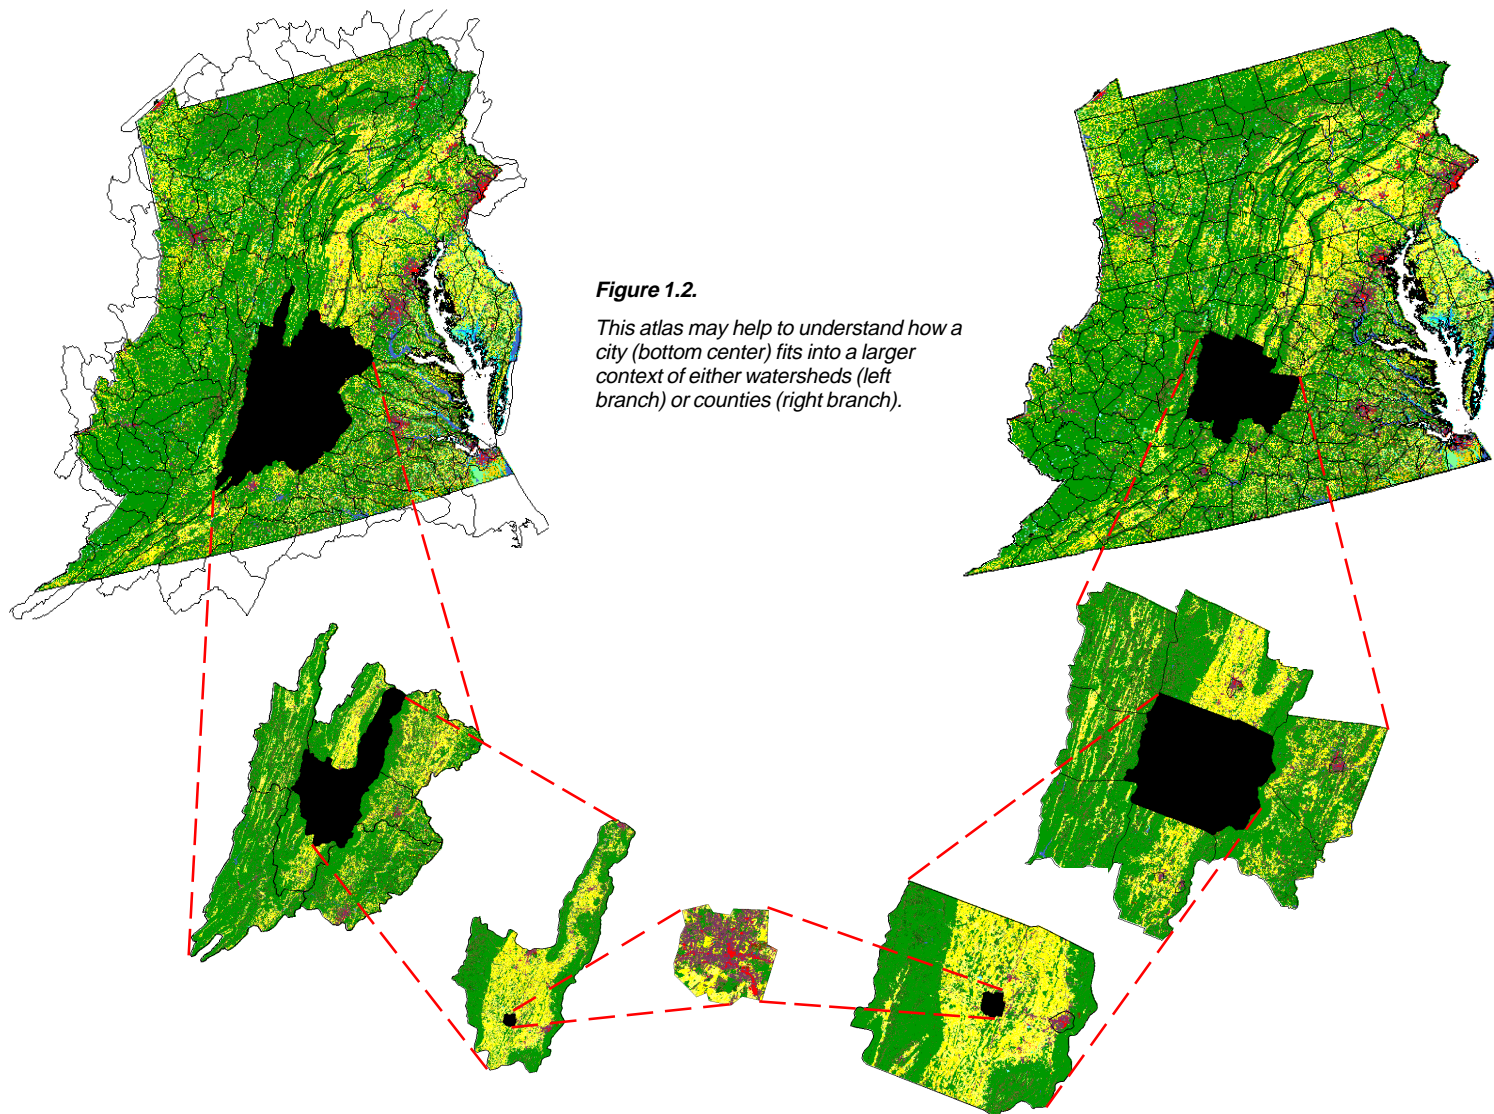 Figure 1.2.
This atlas may help to understand how a
city (bottom center) fits into a larger
context of either watersheds (left
branch) or counties (right branch).